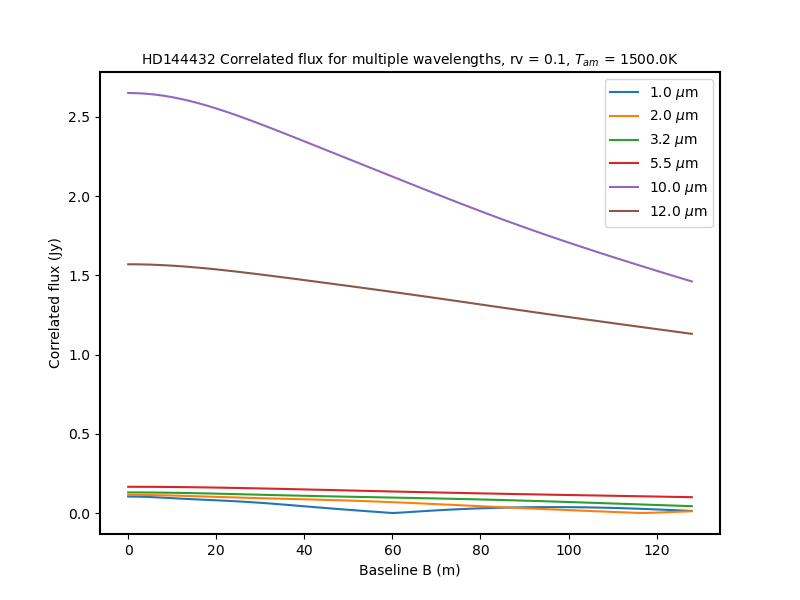 HD144432 Correlated flux for multiple wavelengths, rv = 0.1, $T_{am}$ = 1500.0K
1.0 μm
2.0 μm
3.2 μm
5.5 μm
10.0 μm
12.0 μm
2.5
2.0
1.5
1.0
0.5
0.0
Correlated flux (Jy)
0 20 40 60 80 100 120
Baseline B (m)